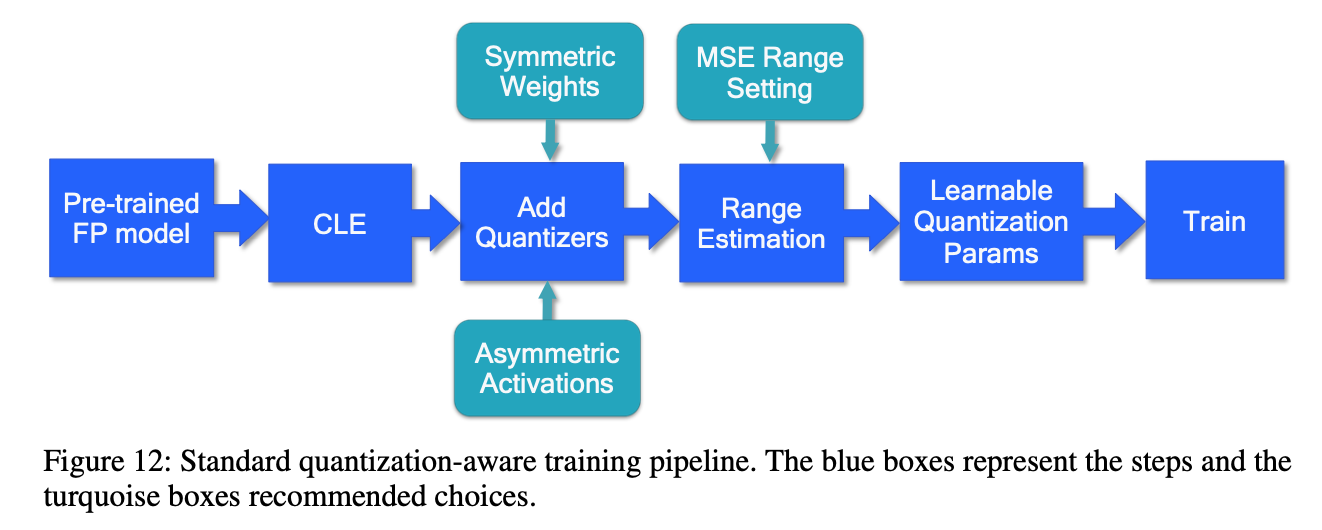 Symmetric
Weights
MSE Range
Setting
Pre-trained
FP model
CLE
Add
Quantizers
Range
Estimation
Learnable
Quantization
Params
Train
Asymmetric
Activations
Figure 12: Standard quantization-aware training pipeline. The blue boxes represent the steps and the
turquoise boxes recommended choices.